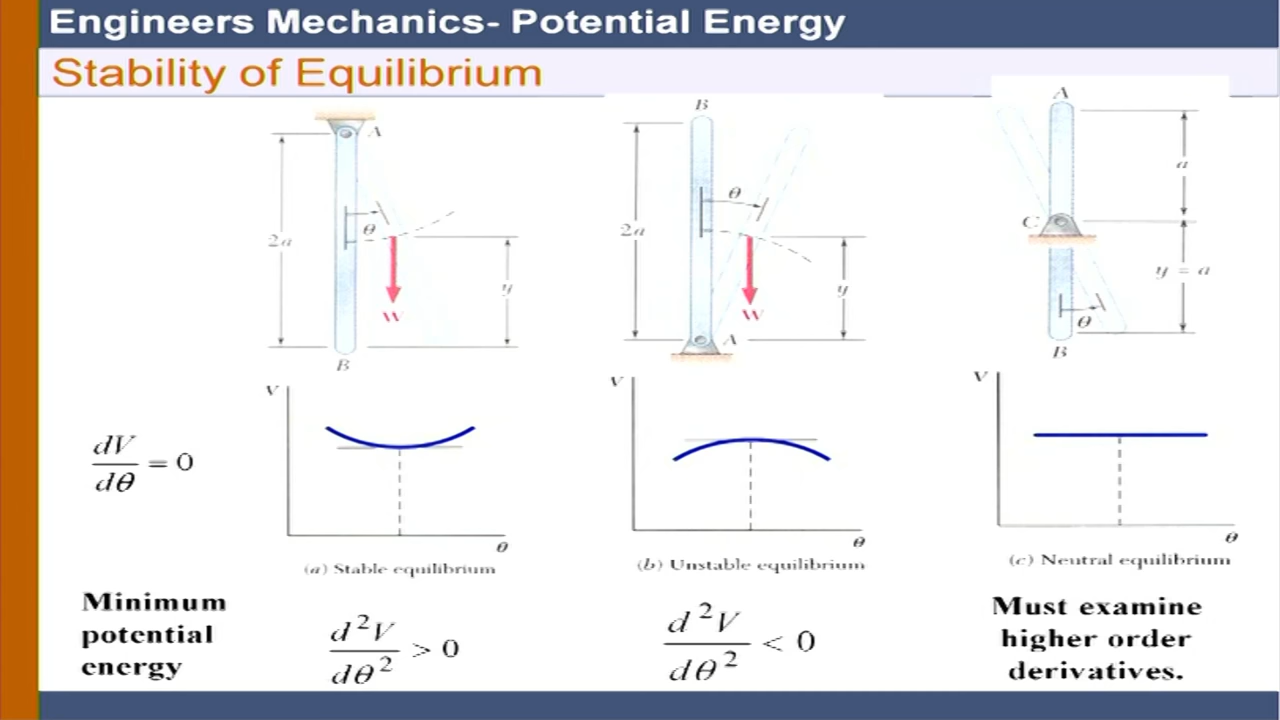 Engineers Mechanics- Potential Energy
Stability of Equilibrium
A
2a
θ
y
W
B
B
2a
θ
y
W
A
A
a
C
y = a
θ
B
V
θ
V
θ
V
θ
dV/dθ = 0
(a) Stable equilibrium
(b) Unstable equilibrium
(c) Neutral equilibrium
Minimum
potential
energy
d²V/dθ² > 0
d²V/dθ² < 0
Must examine
higher order
derivatives.